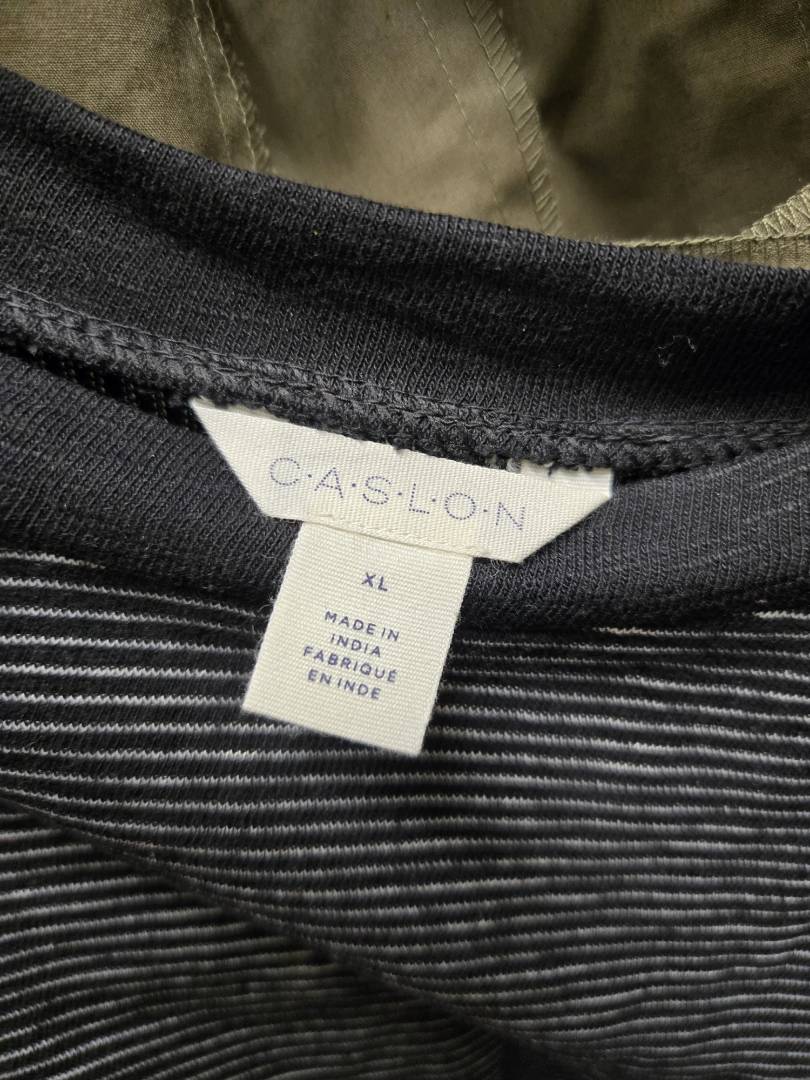 C·A·S·L·O·N
XL
MADE IN
INDIA
FABRIQUÉ
EN INDE